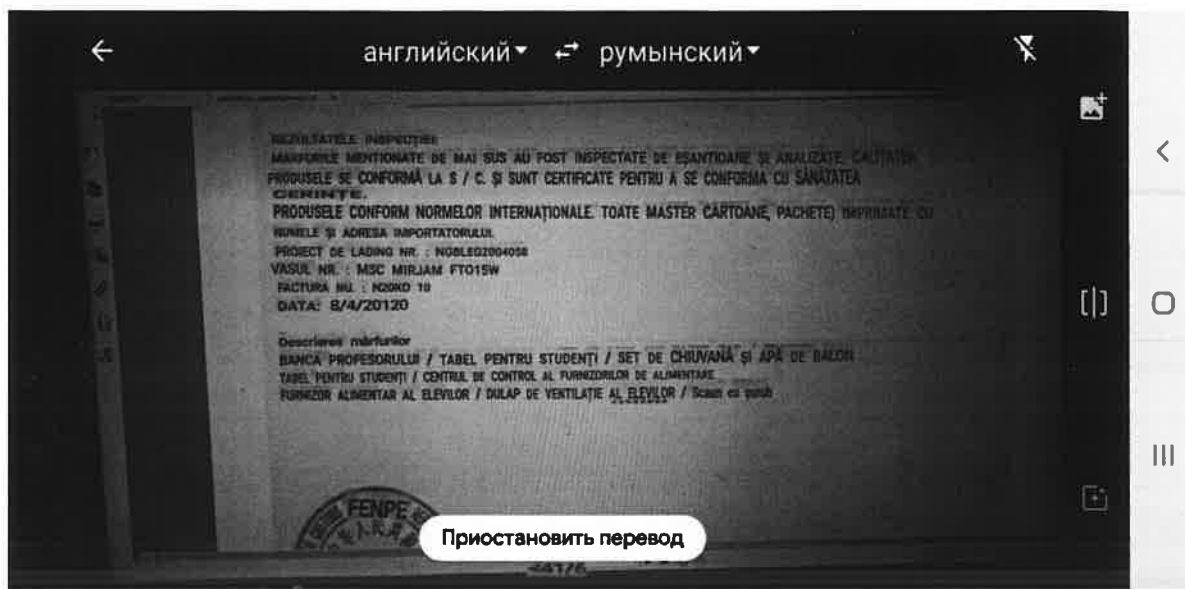 английский румынский
REZULTATELE INSPECȚIEI
MĂRFURILE MENTIONATE DE MAI SUS AU FOST INSPECTATE DE EȘANTIOANE ȘI ANALIZATE. CALITATEA
PRODUSELE SE CONFORMĂ LA S / C. ȘI SUNT CERTIFICATE PENTRU A SE CONFORMA CU SĂNĂTATEA
CERINȚE.
PRODUSELE CONFORM NORMELOR INTERNAȚIONALE. TOATE MASTER CARTOANE, PACHETE) IMPRIMATE CU
NUMELE ȘI ADRESA IMPORTATORULUI.
PROIECT DE LADING NR. : NGBLEG2004058
VASUL NR. : MSC MIRJAM FT015W
FACTURA NU. : N20KO 10
DATA: 8/4/20120
Descrierea mărfurilor
BANCA PROFESORULUI / TABEL PENTRU STUDENȚI / SET DE CHIUVANĂ ȘI APĂ DE BALON
TABEL PENTRU STUDENȚI / CENTRUL DE CONTROL AL FURNIZORILOR DE ALIMENTARE
FURNIZOR ALIMENTAR AL ELEVILOR / DULAP DE VENTILAȚIE AL ELEVILOR / Scaun cu
FENPE
Приостановить перевод